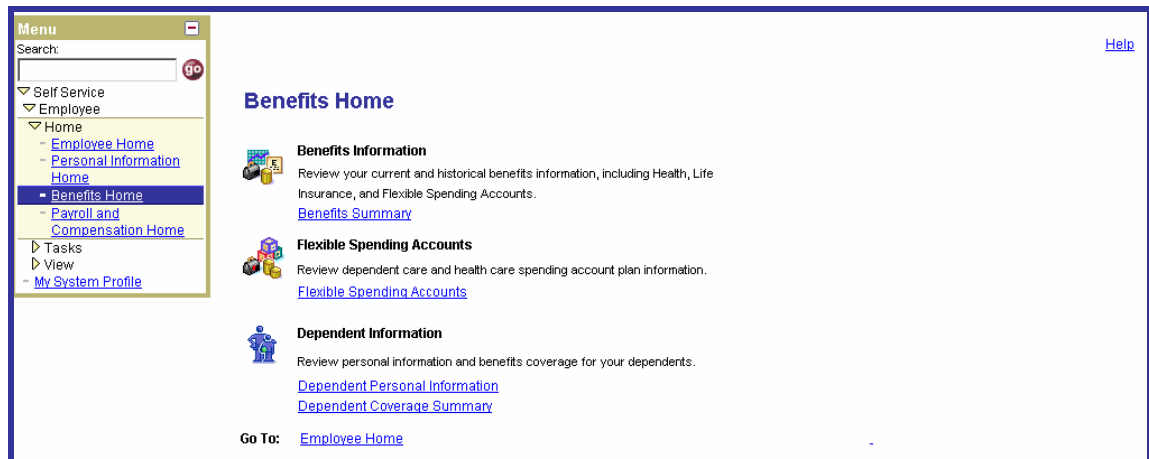 Menu
Search:
go
Self Service
Employee
Home
Employee Home
Personal Information
Home
Benefits Home
Payroll and
Compensation Home
Tasks
View
My System Profile
Help
Benefits Home
Benefits Information
Review your current and historical benefits information, including Health, Life
Insurance, and Flexible Spending Accounts.
Benefits Summary
Flexible Spending Accounts
Review dependent care and health care spending account plan information.
Flexible Spending Accounts
Dependent Information
Review personal information and benefits coverage for your dependents.
Dependent Personal Information
Dependent Coverage Summary
Go To: Employee Home